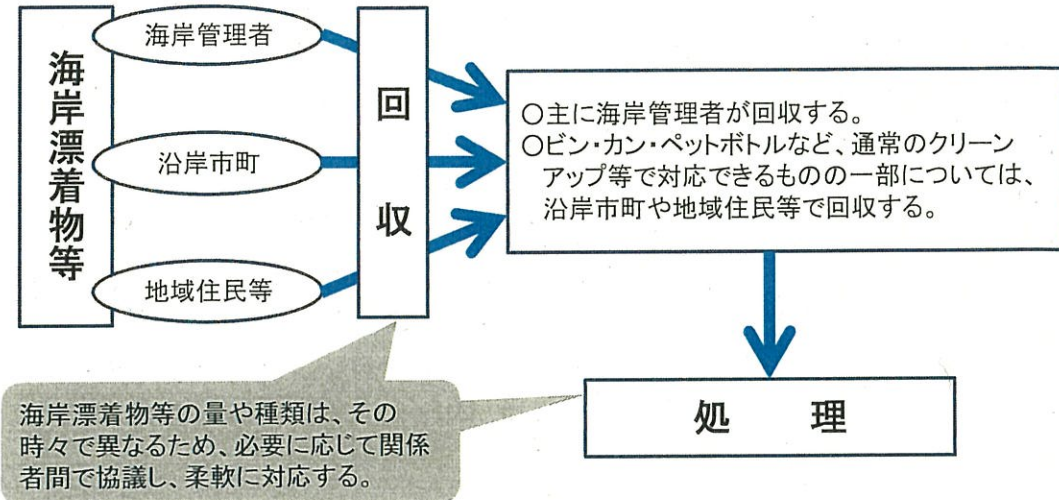 海岸漂着物等
海岸管理者
沿岸市町
地域住民等
回収
○主に海岸管理者が回収する。
○ビン・カン・ペットボトルなど、通常のクリーン
アップ等で対応できるものの一部については、
沿岸市町や地域住民等で回収する。
処理
海岸漂着物等の量や種類は、その
時々で異なるため、必要に応じて関係
者間で協議し、柔軟に対応する。